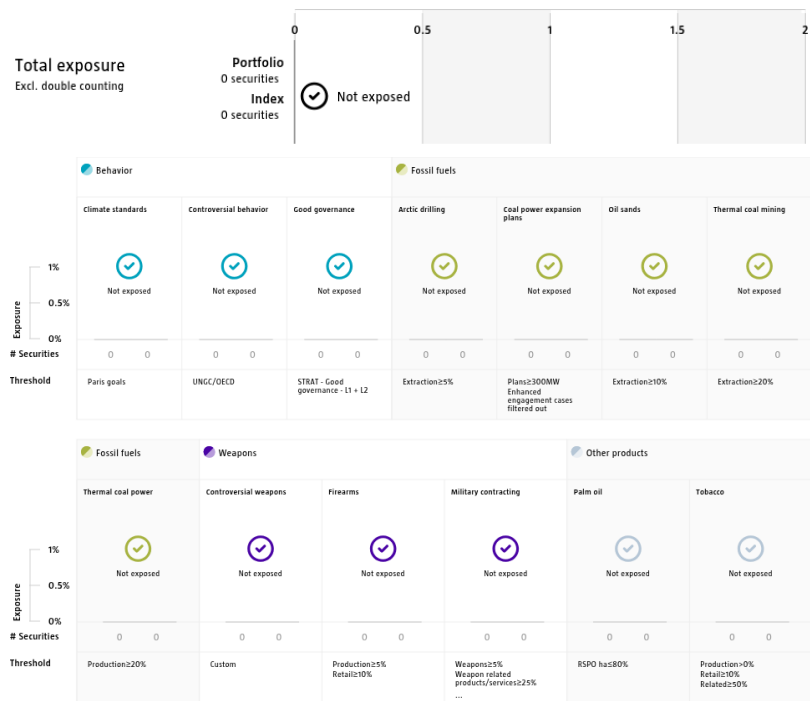 0 0.5 1 1.5 2
Total exposure
Excl. double counting
Portfolio
0 securities
Index
0 securities
Not exposed
Behavior
Fossil fuels
Climate standards
Controversial behavior
Good governance
Arctic drilling
Coal power expansion
plans
Oil sands
Thermal coal mining
Exposure
1%
0.5%
0%
Not exposed Not exposed Not exposed Not exposed Not exposed Not exposed Not exposed
# Securities 0 0 0 0 0 0 0 0 0 0 0 0 0 0
Threshold
Paris goals
UNGC/OECD
STRAT - Good
governance - L1 + L2
Extraction≥5%
Plans≥300MW
Enhanced
engagement cases
filtered out
Extraction≥10%
Extraction≥20%
Fossil fuels
Weapons
Other products
Thermal coal power
Controversial weapons
Firearms
Military contracting
Palm oil
Tobacco
Exposure
1%
0.5%
0%
Not exposed Not exposed Not exposed Not exposed Not exposed Not exposed
# Securities 0 0 0 0 0 0 0 0 0 0 0 0
Threshold
Production≥20%
Custom
Production≥5%
Retail≥10%
Weapons≥5%
Weapon related
products/services≥25%
...
RSPO ha≤80%
Production>0%
Retail≥10%
Related≥50%